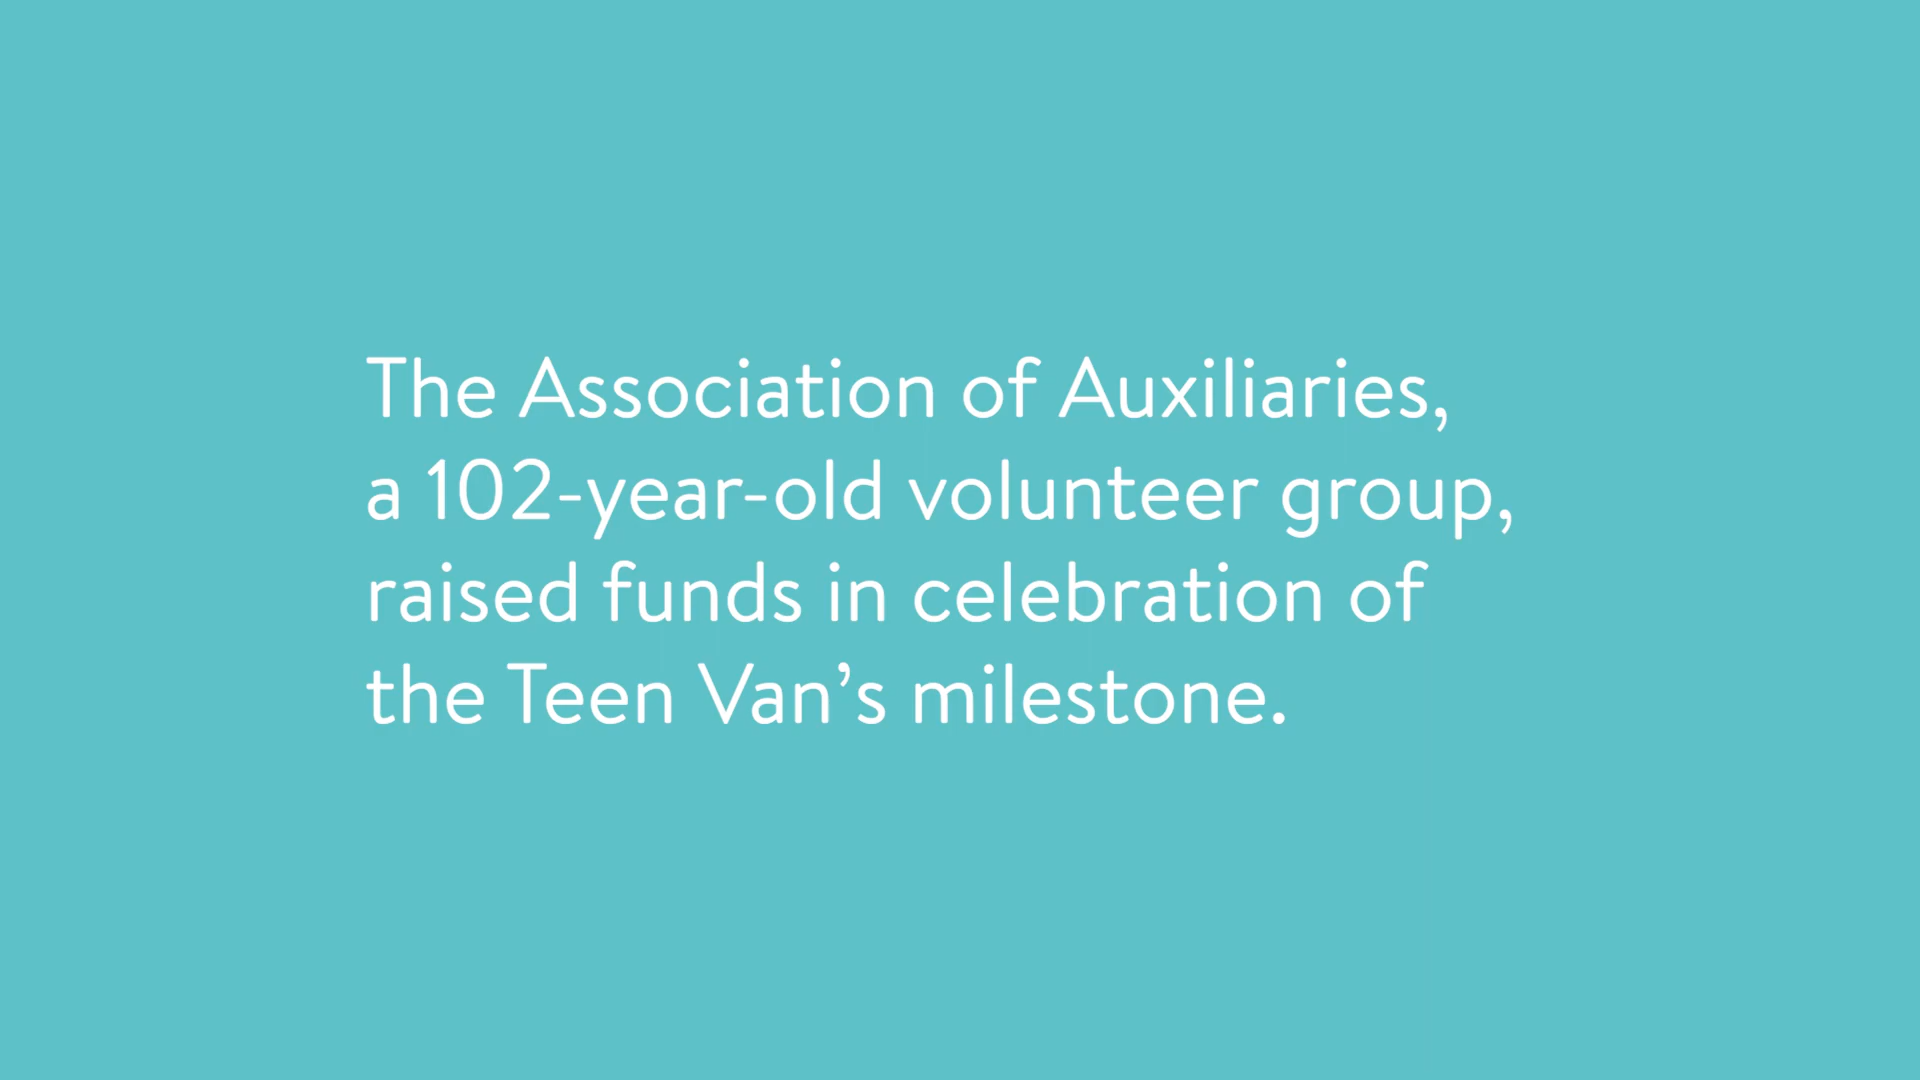 The Association of Auxiliaries,
a 102-year-old volunteer group,
raised funds in celebration of
the Teen Van’s milestone.